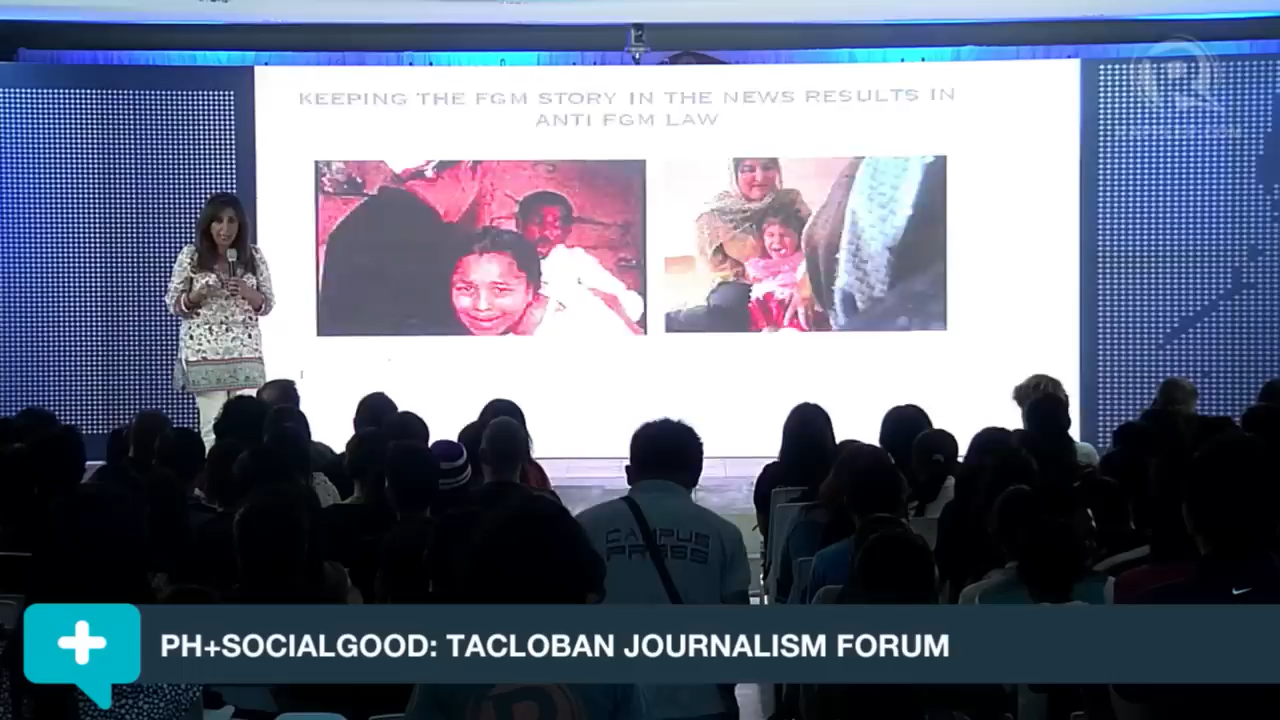 KEEPING THE FGM STORY IN THE NEWS RESULTS IN
ANTI FGM LAW
CAMPUS
PRESS
PH+SOCIALGOOD: TACLOBAN JOURNALISM FORUM